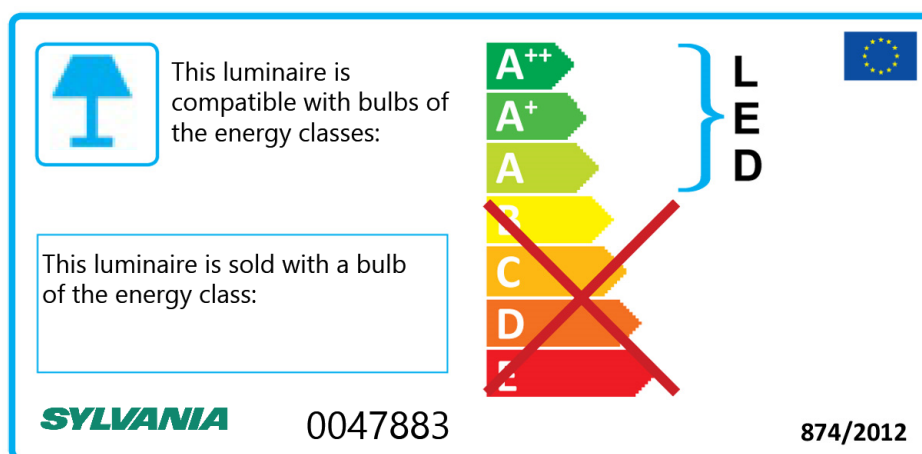 This luminaire is
compatible with bulbs of
the energy classes:
A++
A+
A
B
C
D
E
L
E
D
This luminaire is sold with a bulb
of the energy class:
SYLVANIA
0047883
874/2012